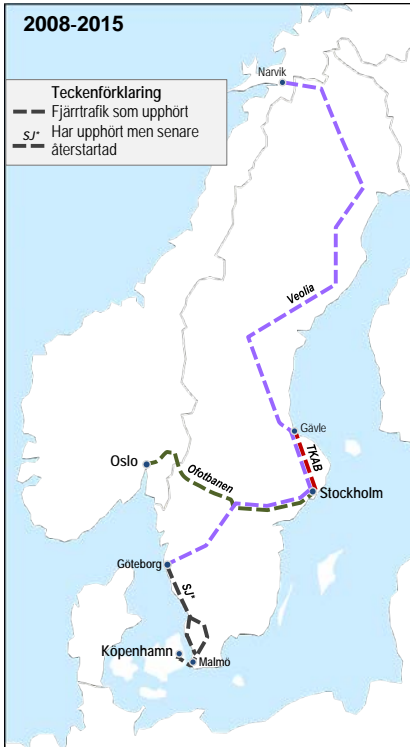 2008-2015
Teckenförklaring
Fjärrtrafik som upphört
SJ* Har upphört men senare
återstartad
Narvik
Veolia
Gävle
TKAB
Oslo
Ofotbanen
Stockholm
Göteborg
SJ*
Köpenhamn
Malmö